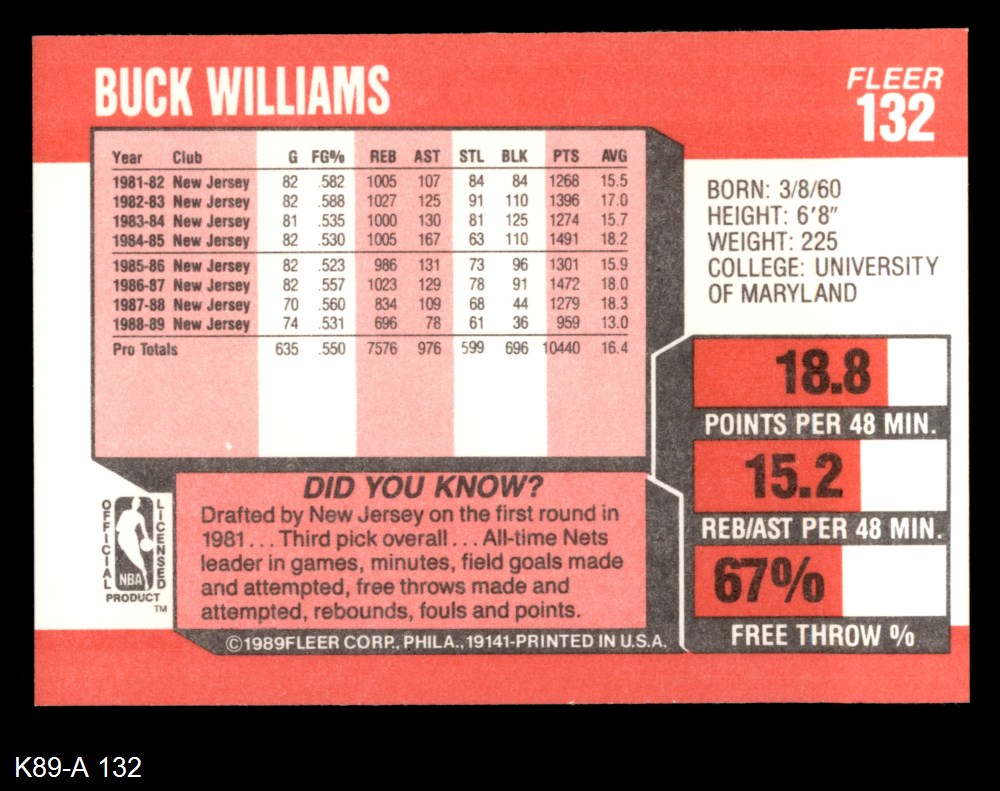 BUCK WILLIAMS
FLEER
132
Year Club G FG% REB AST STL BLK PTS AVG
1981-82 New Jersey 82 .582 1005 107 84 84 1268 15.5
1982-83 New Jersey 82 .588 1027 125 91 110 1396 17.0
1983-84 New Jersey 81 .535 1000 130 81 125 1274 15.7
1984-85 New Jersey 82 .530 1005 167 63 110 1491 18.2
1985-86 New Jersey 82 .523 986 131 73 96 1301 15.9
1986-87 New Jersey 82 .557 1023 129 78 91 1472 18.0
1987-88 New Jersey 70 .560 834 109 68 44 1279 18.3
1988-89 New Jersey 74 .531 696 78 61 36 959 13.0
Pro Totals 635 .550 7576 976 599 696 10440 16.4
BORN: 3/8/60
HEIGHT: 6'8"
WEIGHT: 225
COLLEGE: UNIVERSITY
OF MARYLAND
18.8
POINTS PER 48 MIN.
15.2
REB/AST PER 48 MIN.
67%
FREE THROW %
DID YOU KNOW?
Drafted by New Jersey on the first round in
1981 . . . Third pick overall . . . All-time Nets
leader in games, minutes, field goals made
and attempted, free throws made and
attempted, rebounds, fouls and points.
OFFICIAL
LICENSED
NBA
PRODUCT
TM
©1989FLEER CORP., PHILA., 19141-PRINTED IN U.S.A.
K89-A 132